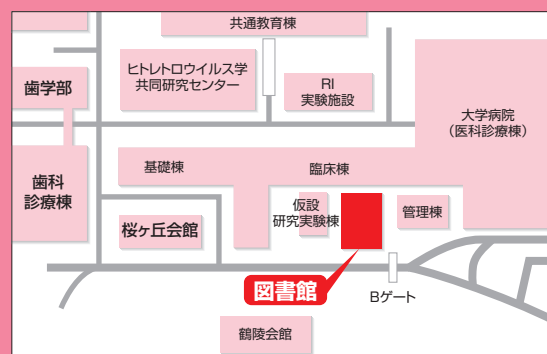 共通教育棟
ヒトレトロウイルス学
共同研究センター
RI
実験施設
歯学部
大学病院
（医科診療棟）
基礎棟
臨床棟
歯科
診療棟
仮設
研究実験棟
管理棟
桜ヶ丘会館
図書館
Bゲート
鶴陵会館